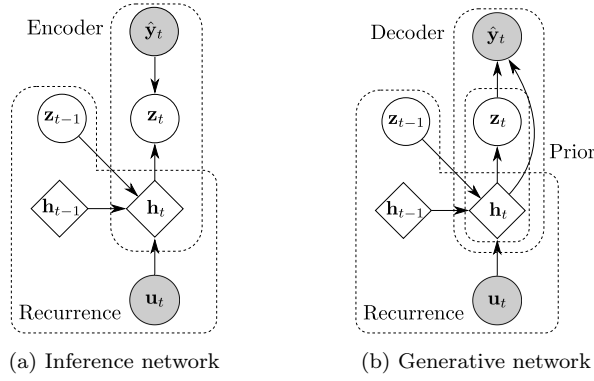 Encoder
ŷ_t
z_{t−1}
z_t
h_{t−1}
h_t
u_t
Recurrence
(a) Inference network
Decoder
ŷ_t
z_{t−1}
z_t
Prior
h_{t−1}
h_t
u_t
Recurrence
(b) Generative network